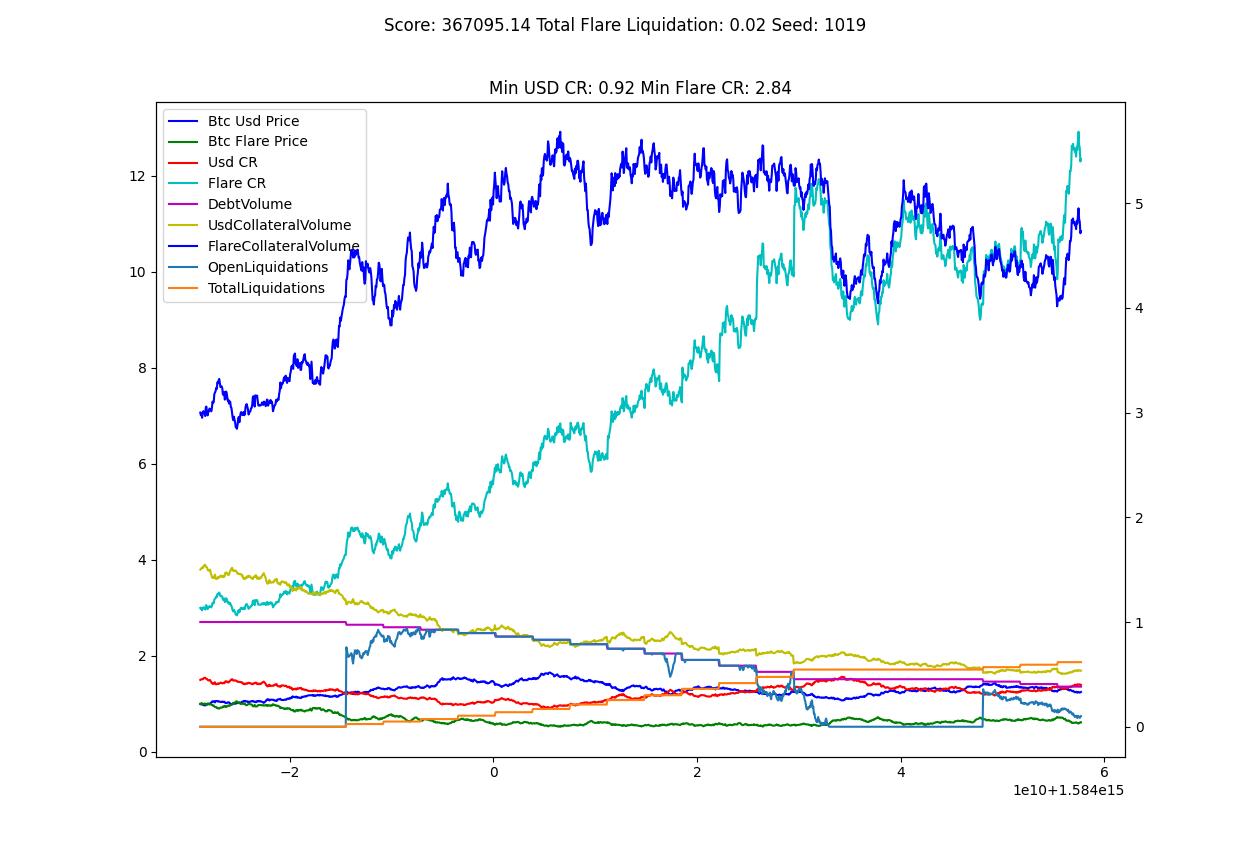 Score: 367095.14 Total Flare Liquidation: 0.02 Seed: 1019
Min USD CR: 0.92 Min Flare CR: 2.84
Btc Usd Price
Btc Flare Price
Usd CR
Flare CR
DebtVolume
UsdCollateralVolume
FlareCollateralVolume
OpenLiquidations
TotalLiquidations
12
10
8
6
4
2
0
5
4
3
2
1
0
−2
0
2
4
6
1e10+1.584e15